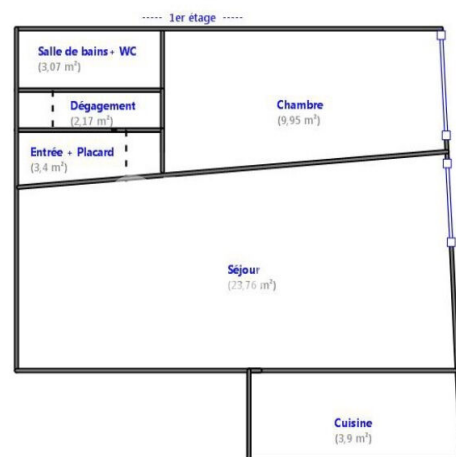 ----- 1er étage -----
Salle de bains + WC
(3,07 m²)
Dégagement
(2,17 m²)
Chambre
(9,95 m²)
Entrée + Placard
(3,4 m²)
Séjour
(23,76 m²)
Cuisine
(3,9 m²)